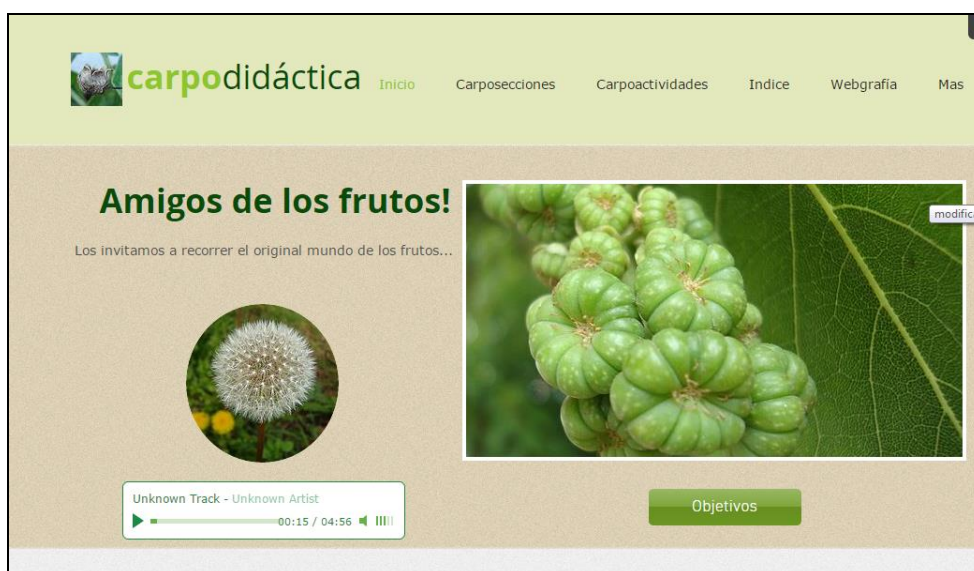 carpodidáctica
Inicio Carposecciones Carpoactividades Indice Webgrafía Mas
Amigos de los frutos!
Los invitamos a recorrer el original mundo de los frutos...
modifica
Unknown Track - Unknown Artist
00:15 / 04:56
Objetivos